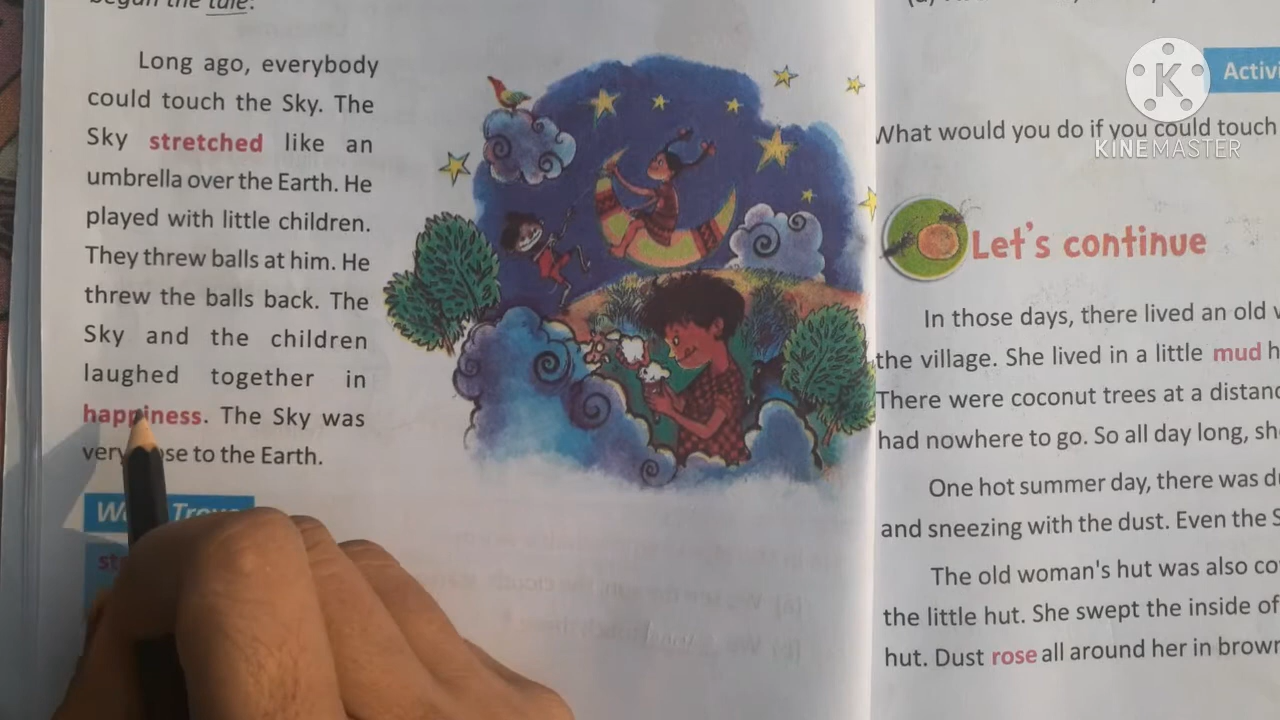 begun the tale:
Long ago, everybody
could touch the Sky. The
Sky stretched like an
umbrella over the Earth. He
played with little children.
They threw balls at him. He
threw the balls back. The
Sky and the children
laughed together in
happiness. The Sky was
very to the Earth.
KINEMASTER
What would you do if you could touch
Let's continue
In those days, there lived an old
the village. She lived in a little mud
There were coconut trees at a distanc
had nowhere to go. So all day long, she
One hot summer day, there was
and sneezing with the dust. Even the S
The old woman's hut was also co
the little hut. She swept the inside of
hut. Dust rose all around her in brown